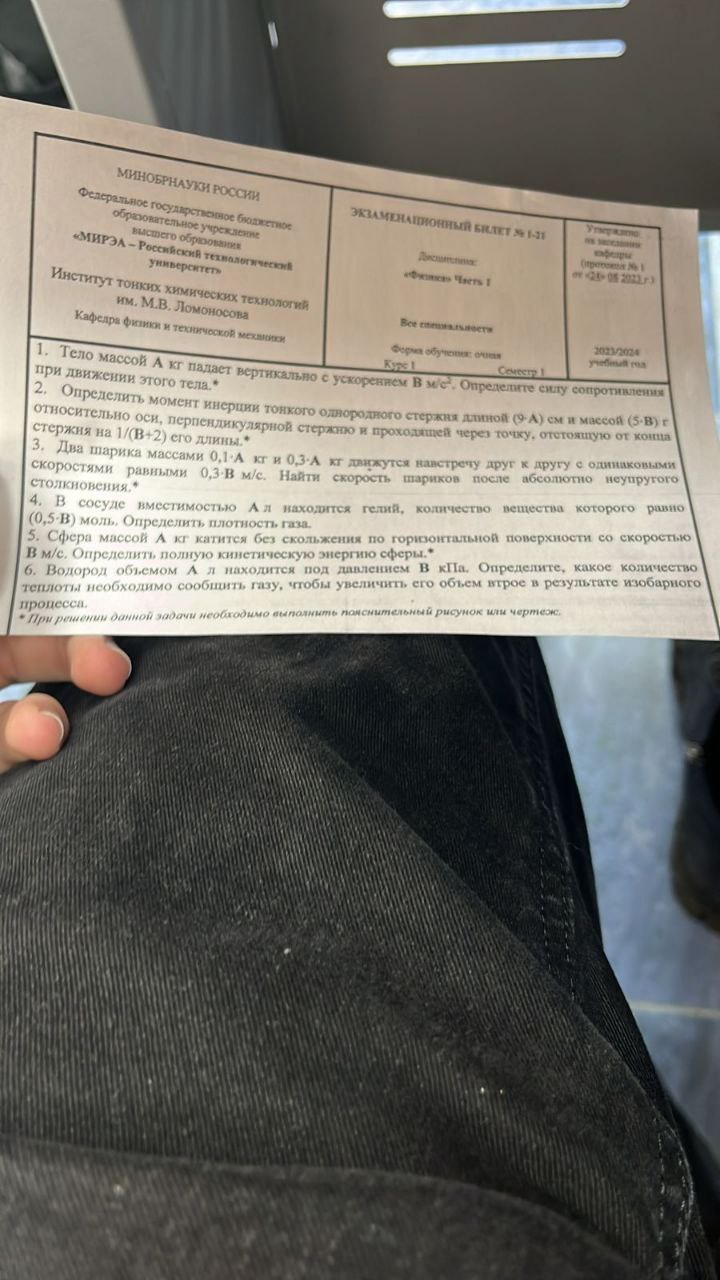 МИНОБРНАУКИ РОССИИ
Федеральное государственное бюджетное
образовательное учреждение
высшего образования
«МИРЭА – Российский технологический
университет»
Институт тонких химических технологий
им. М.В. Ломоносова
Кафедра физики и технической механики
ЭКЗАМЕНАЦИОННЫЙ БИЛЕТ № 1-21
Дисциплина:
«Физика» Часть 1
Все специальности
Форма обучения: очная
Курс 1 Семестр 1
Утверждено
на заседании
кафедры
(протокол № 1
от «24» 08 2023 г.)
2023/2024
учебный год
1. Тело массой А кг падает вертикально с ускорением В м/с². Определите силу сопротивления
при движении этого тела.*
2. Определить момент инерции тонкого однородного стержня длиной (9·А) см и массой (5·В) г
относительно оси, перпендикулярной стержню и проходящей через точку, отстоящую от конца
стержня на 1/(В+2) его длины.*
3. Два шарика массами 0,1·А кг и 0,3·А кг движутся навстречу друг к другу с одинаковыми
скоростями равными 0,3·В м/с. Найти скорость шариков после абсолютно неупругого
столкновения.*
4. В сосуде вместимостью А л находится гелий, количество вещества которого равно
(0,5·В) моль. Определить плотность газа.
5. Сфера массой А кг катится без скольжения по горизонтальной поверхности со скоростью
В м/с. Определить полную кинетическую энергию сферы.*
6. Водород объемом А л находится под давлением В кПа. Определите, какое количество
теплоты необходимо сообщить газу, чтобы увеличить его объем втрое в результате изобарного
процесса.
* При решении данной задачи необходимо выполнить пояснительный рисунок или чертеж.